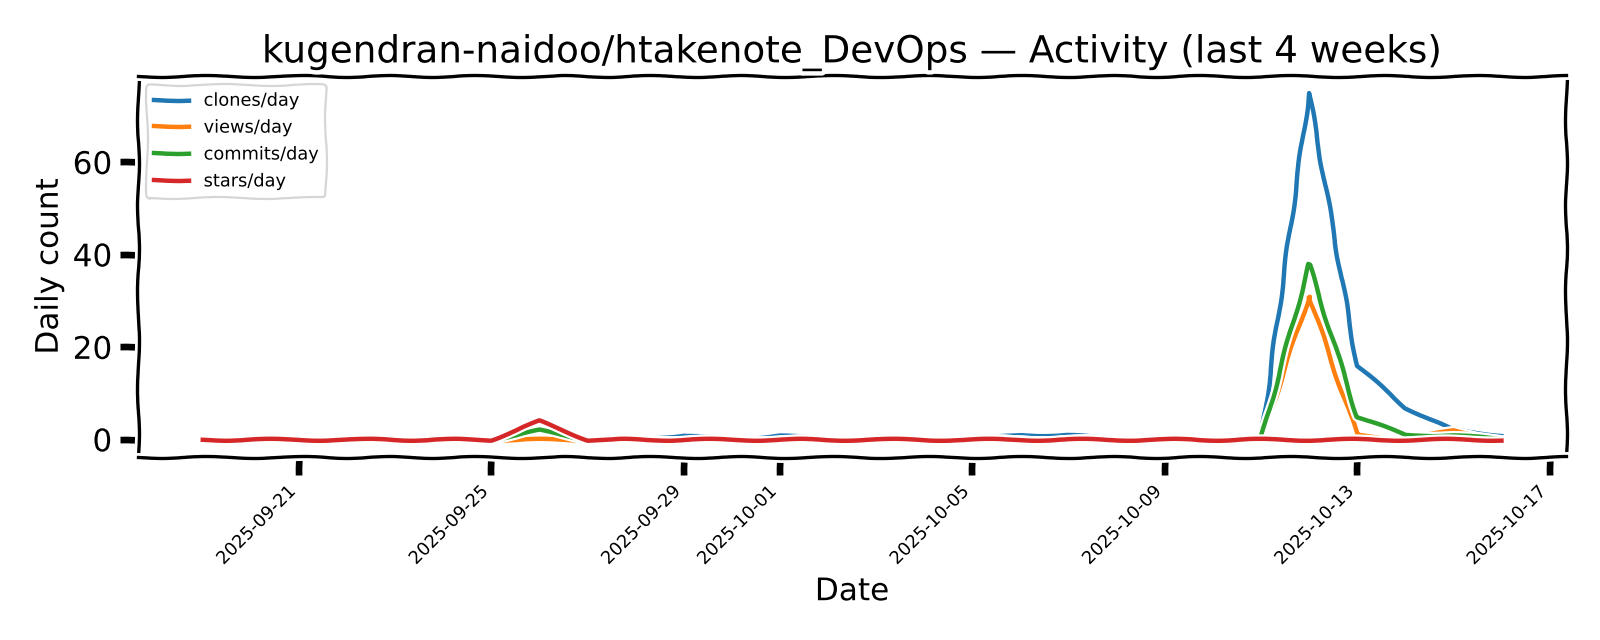 kugendran-naidoo/htakenote_DevOps — Activity (last 4 weeks)
clones/day
views/day
commits/day
stars/day
Daily count
60
40
20
0
2025-09-21
2025-09-25
2025-09-29
2025-10-01
2025-10-05
2025-10-09
2025-10-13
2025-10-17
Date